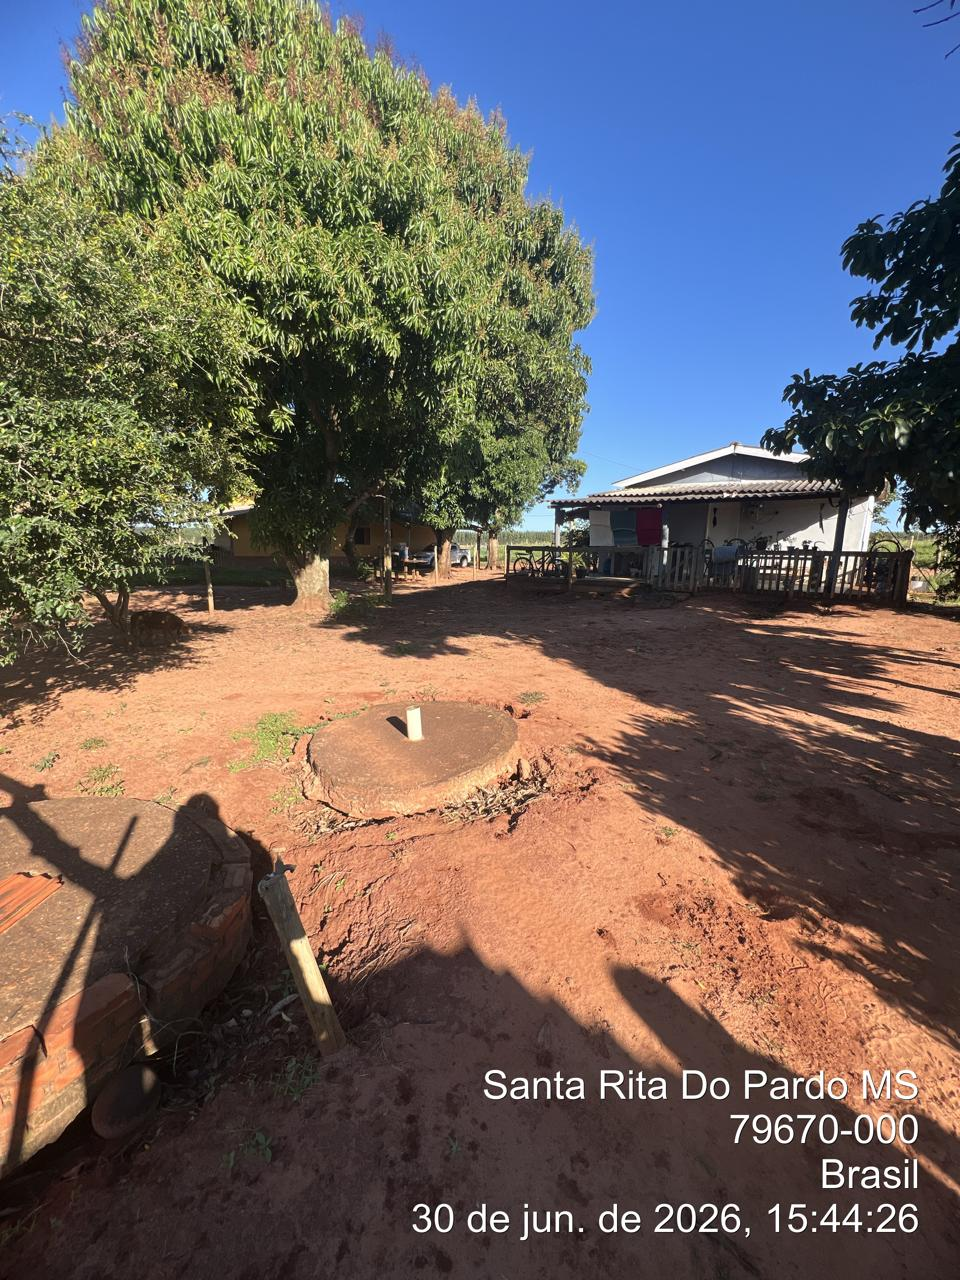 Santa Rita Do Pardo MS
79670-000
Brasil
30 de jun. de 2026, 15:44:26